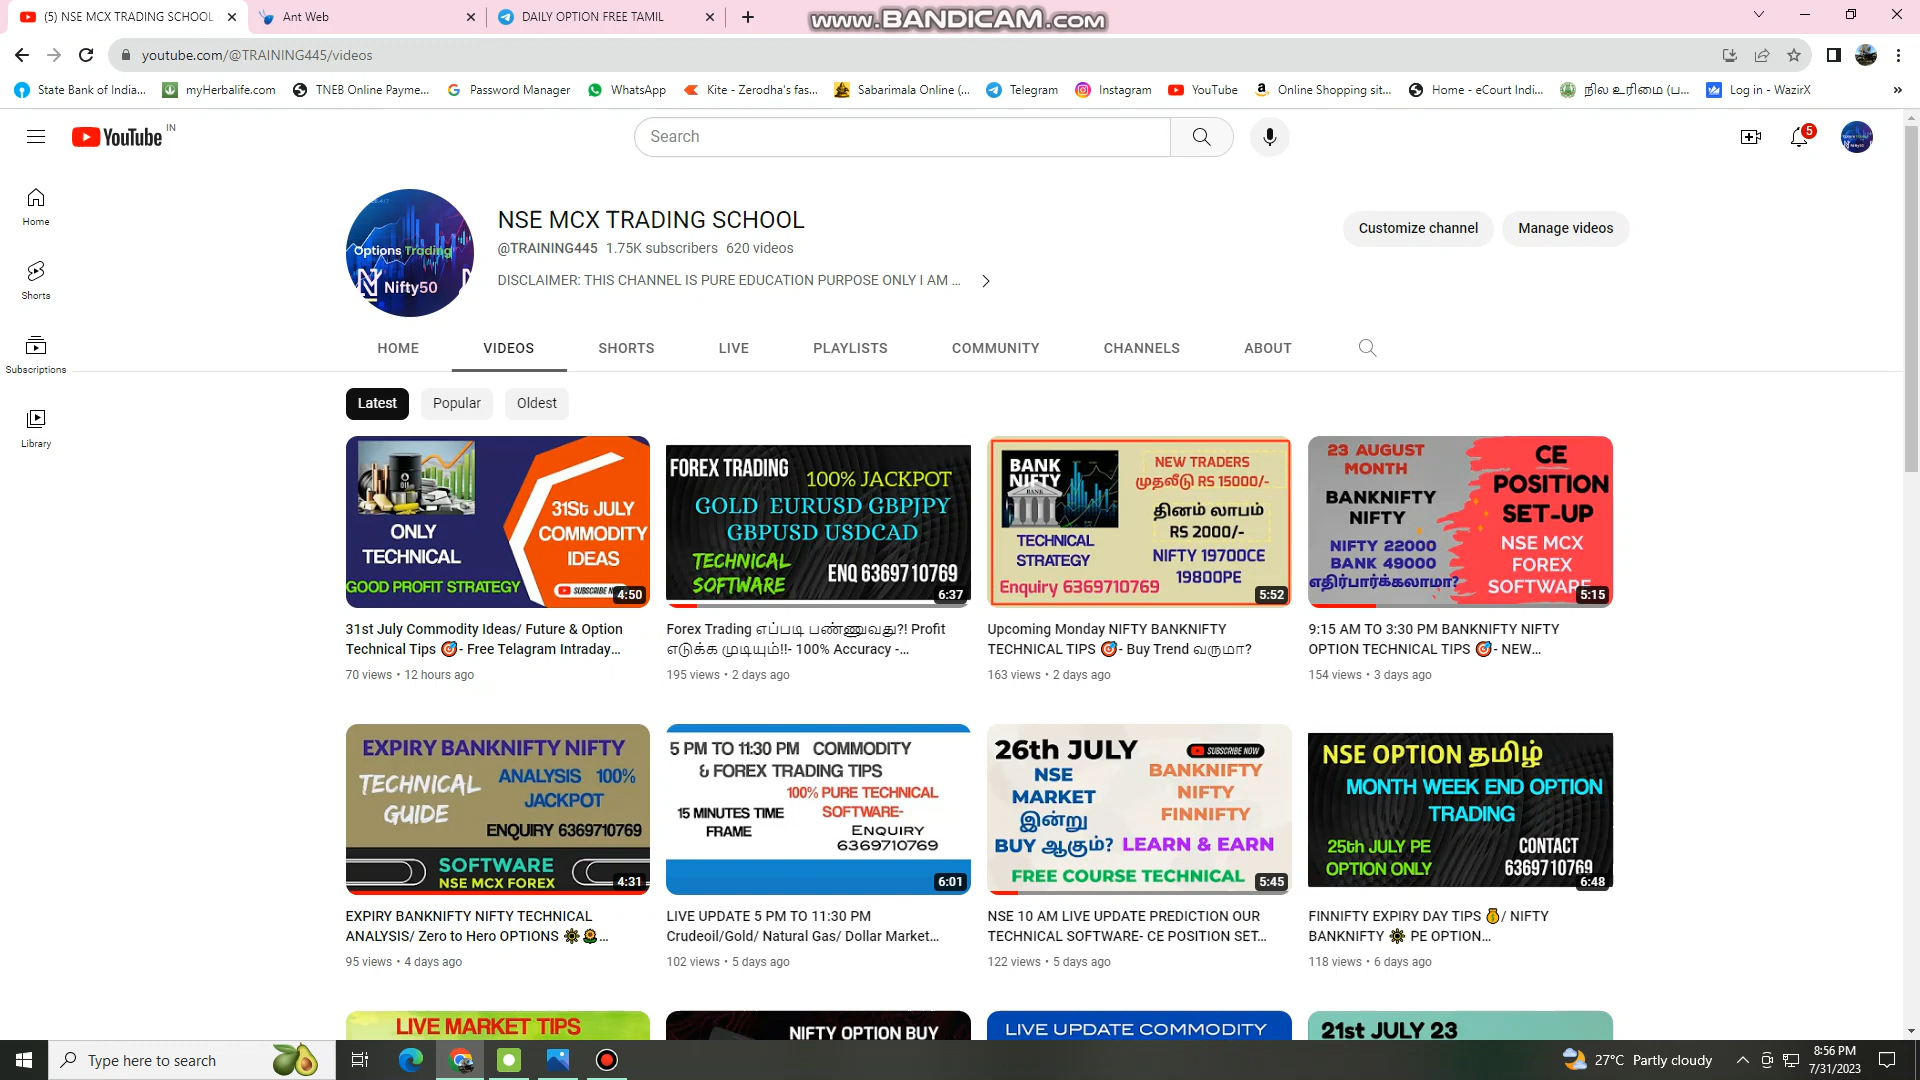 (5) NSE MCX TRADING SCHOOL
Ant Web
DAILY OPTION FREE TAMIL
www.BANDICAM.com
youtube.com/@TRAINING445/videos
State Bank of India...
myHerbalife.com
TNEB Online Payme...
Password Manager
WhatsApp
Kite - Zerodha's fas...
Sabarimala Online (...
Telegram
Instagram
YouTube
Online Shopping sit...
Home - eCourt Indi...
நில உரிமை (ப...
Log in - WazirX
YouTube IN
Search
5
Home
Shorts
Subscriptions
Library
Options Trading
Nifty50
NSE MCX TRADING SCHOOL
@TRAINING445 1.75K subscribers 620 videos
DISCLAIMER: THIS CHANNEL IS PURE EDUCATION PURPOSE ONLY I AM ...
Customize channel
Manage videos
HOME
VIDEOS
SHORTS
LIVE
PLAYLISTS
COMMUNITY
CHANNELS
ABOUT
Latest
Popular
Oldest
OIL
ONLY
TECHNICAL
31St JULY
COMMODITY
IDEAS
GOOD PROFIT STRATEGY
SUBSCRIBE
4:50
31st July Commodity Ideas/ Future & Option
Technical Tips 🎯- Free Telagram Intraday...
70 views • 12 hours ago
FOREX TRADING
100% JACKPOT
GOLD EURUSD GBPJPY
GBPUSD USDCAD
TECHNICAL
SOFTWARE
ENQ 6369710769
6:37
Forex Trading எப்படி பண்ணுவது?! Profit
எடுக்க முடியும்!!- 100% Accuracy -...
195 views • 2 days ago
BANK
NIFTY
BANK
NEW TRADERS
முதலீடு RS 15000/-
தினம் லாபம்
RS 2000/-
TECHNICAL
STRATEGY
NIFTY 19700CE
19800PE
Enquiry 6369710769
5:52
Upcoming Monday NIFTY BANKNIFTY
TECHNICAL TIPS 🎯- Buy Trend வருமா?
163 views • 2 days ago
23 AUGUST
MONTH
BANKNIFTY
NIFTY
NIFTY 22000
BANK 49000
எதிர்பார்க்கலாமா?
CE
POSITION
SET-UP
NSE MCX
FOREX
SOFTWARE
5:15
9:15 AM TO 3:30 PM BANKNIFTY NIFTY
OPTION TECHNICAL TIPS 🎯- NEW...
154 views • 3 days ago
EXPIRY BANKNIFTY NIFTY
TECHNICAL
GUIDE
ANALYSIS 100%
JACKPOT
ENQUIRY 6369710769
SOFTWARE
NSE MCX FOREX
4:31
EXPIRY BANKNIFTY NIFTY TECHNICAL
ANALYSIS/ Zero to Hero OPTIONS 🔆🌻...
95 views • 4 days ago
5 PM TO 11:30 PM COMMODITY
& FOREX TRADING TIPS
100% PURE TECHNICAL
SOFTWARE-
15 MINUTES TIME
FRAME
ENQUIRY
6369710769
6:01
LIVE UPDATE 5 PM TO 11:30 PM
Crudeoil/Gold/ Natural Gas/ Dollar Market...
102 views • 5 days ago
26th JULY
SUBSCRIBE NOW
NSE
MARKET
இன்று
BUY ஆகும்?
BANKNIFTY
NIFTY
FINNIFTY
LEARN & EARN
FREE COURSE TECHNICAL
5:45
NSE 10 AM LIVE UPDATE PREDICTION OUR
TECHNICAL SOFTWARE- CE POSITION SET...
122 views • 5 days ago
NSE OPTION தமிழ்
MONTH WEEK END OPTION
TRADING
25th JULY PE
OPTION ONLY
CONTACT
6369710769
6:48
FINNIFTY EXPIRY DAY TIPS 💰/ NIFTY
BANKNIFTY 🔆 PE OPTION...
118 views • 6 days ago
LIVE MARKET TIPS
NIFTY OPTION BUY
LIVE UPDATE COMMODITY
21st JULY 23
Type here to search
27°C Partly cloudy
8:56 PM
7/31/2023